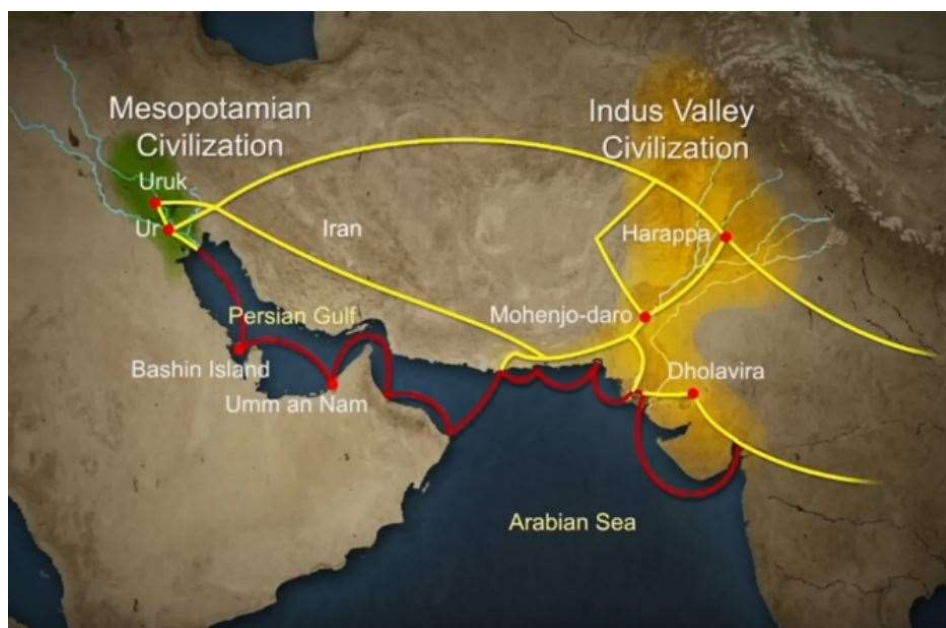 Mesopotamian
Civilization
Uruk
Ur
Iran
Indus Valley
Civilization
Harappa
Persian Gulf
Mohenjo-daro
Bashin Island
Dholavira
Umm an Nam
Arabian Sea